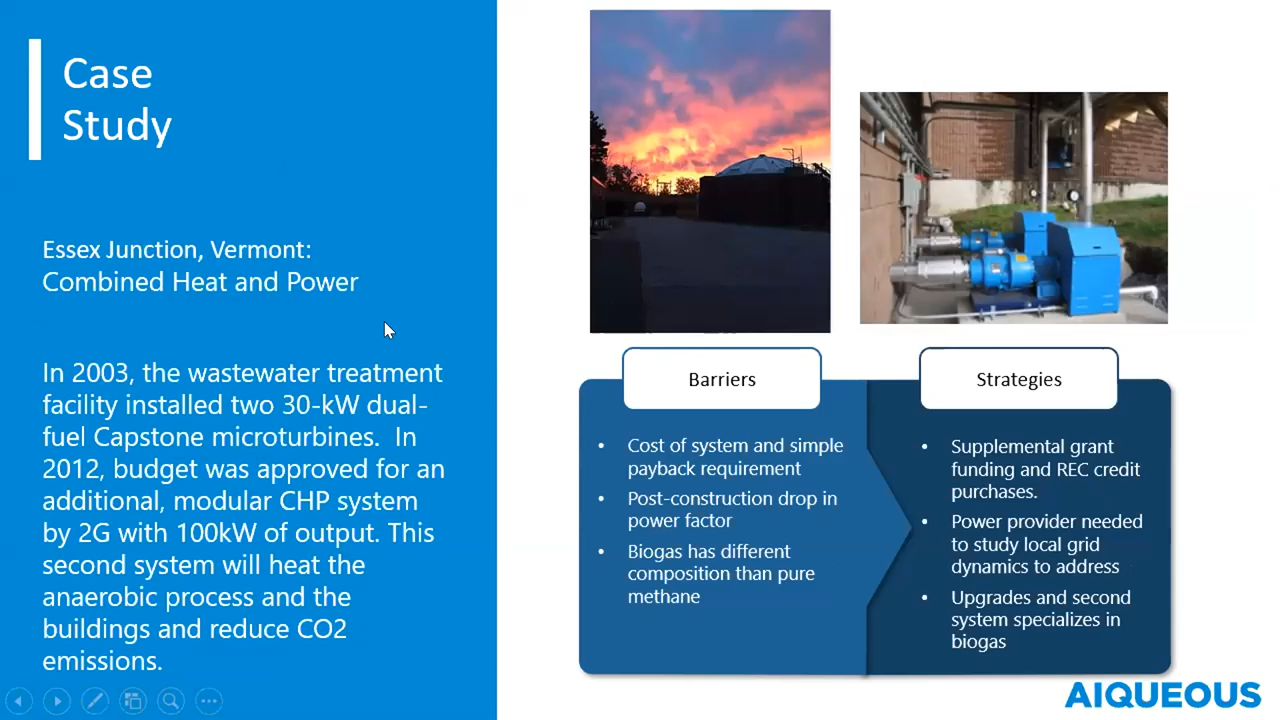 Case
Study
Essex Junction, Vermont:
Combined Heat and Power
In 2003, the wastewater treatment
facility installed two 30-kW dual-
fuel Capstone microturbines.  In
2012, budget was approved for an
additional, modular CHP system
by 2G with 100kW of output. This
second system will heat the
anaerobic process and the
buildings and reduce CO2
emissions.
Barriers
• Cost of system and simple
payback requirement
• Post-construction drop in
power factor
• Biogas has different
composition than pure
methane
Strategies
• Supplemental grant
funding and REC credit
purchases.
• Power provider needed
to study local grid
dynamics to address
• Upgrades and second
system specializes in
biogas
AIQUEOUS